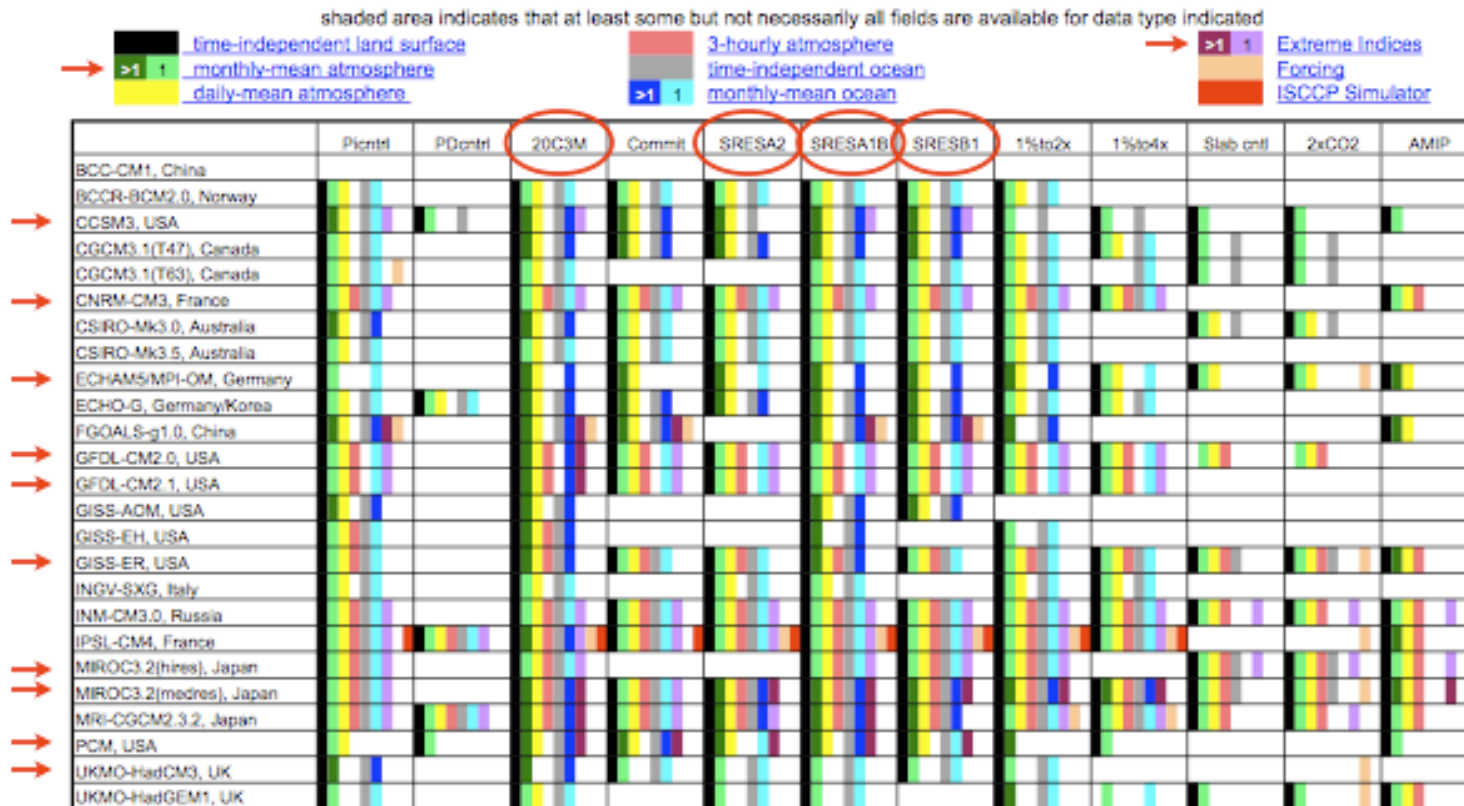 shaded area indicates that at least some but not necessarily all fields are available for data type indicated
time-independent land surface 3-hourly atmosphere >1 1 Extreme Indices
>1 1 monthly-mean atmosphere time-independent ocean Forcing
daily-mean atmosphere >1 1 monthly-mean ocean ISCCP Simulator
PIcntrl PDcntrl 20C3M Commit SRESA2 SRESA1B SRESB1 1%to2x 1%to4x Slab cntl 2xCO2 AMIP
BCC-CM1, China
BCCR-BCM2.0, Norway
CCSM3, USA
CGCM3.1(T47), Canada
CGCM3.1(T63), Canada
CNRM-CM3, France
CSIRO-Mk3.0, Australia
CSIRO-Mk3.5, Australia
ECHAM5/MPI-OM, Germany
ECHO-G, Germany/Korea
FGOALS-g1.0, China
GFDL-CM2.0, USA
GFDL-CM2.1, USA
GISS-AOM, USA
GISS-EH, USA
GISS-ER, USA
INGV-SXG, Italy
INM-CM3.0, Russia
IPSL-CM4, France
MIROC3.2(hires), Japan
MIROC3.2(medres), Japan
MRI-CGCM2.3.2, Japan
PCM, USA
UKMO-HadCM3, UK
UKMO-HadGEM1, UK